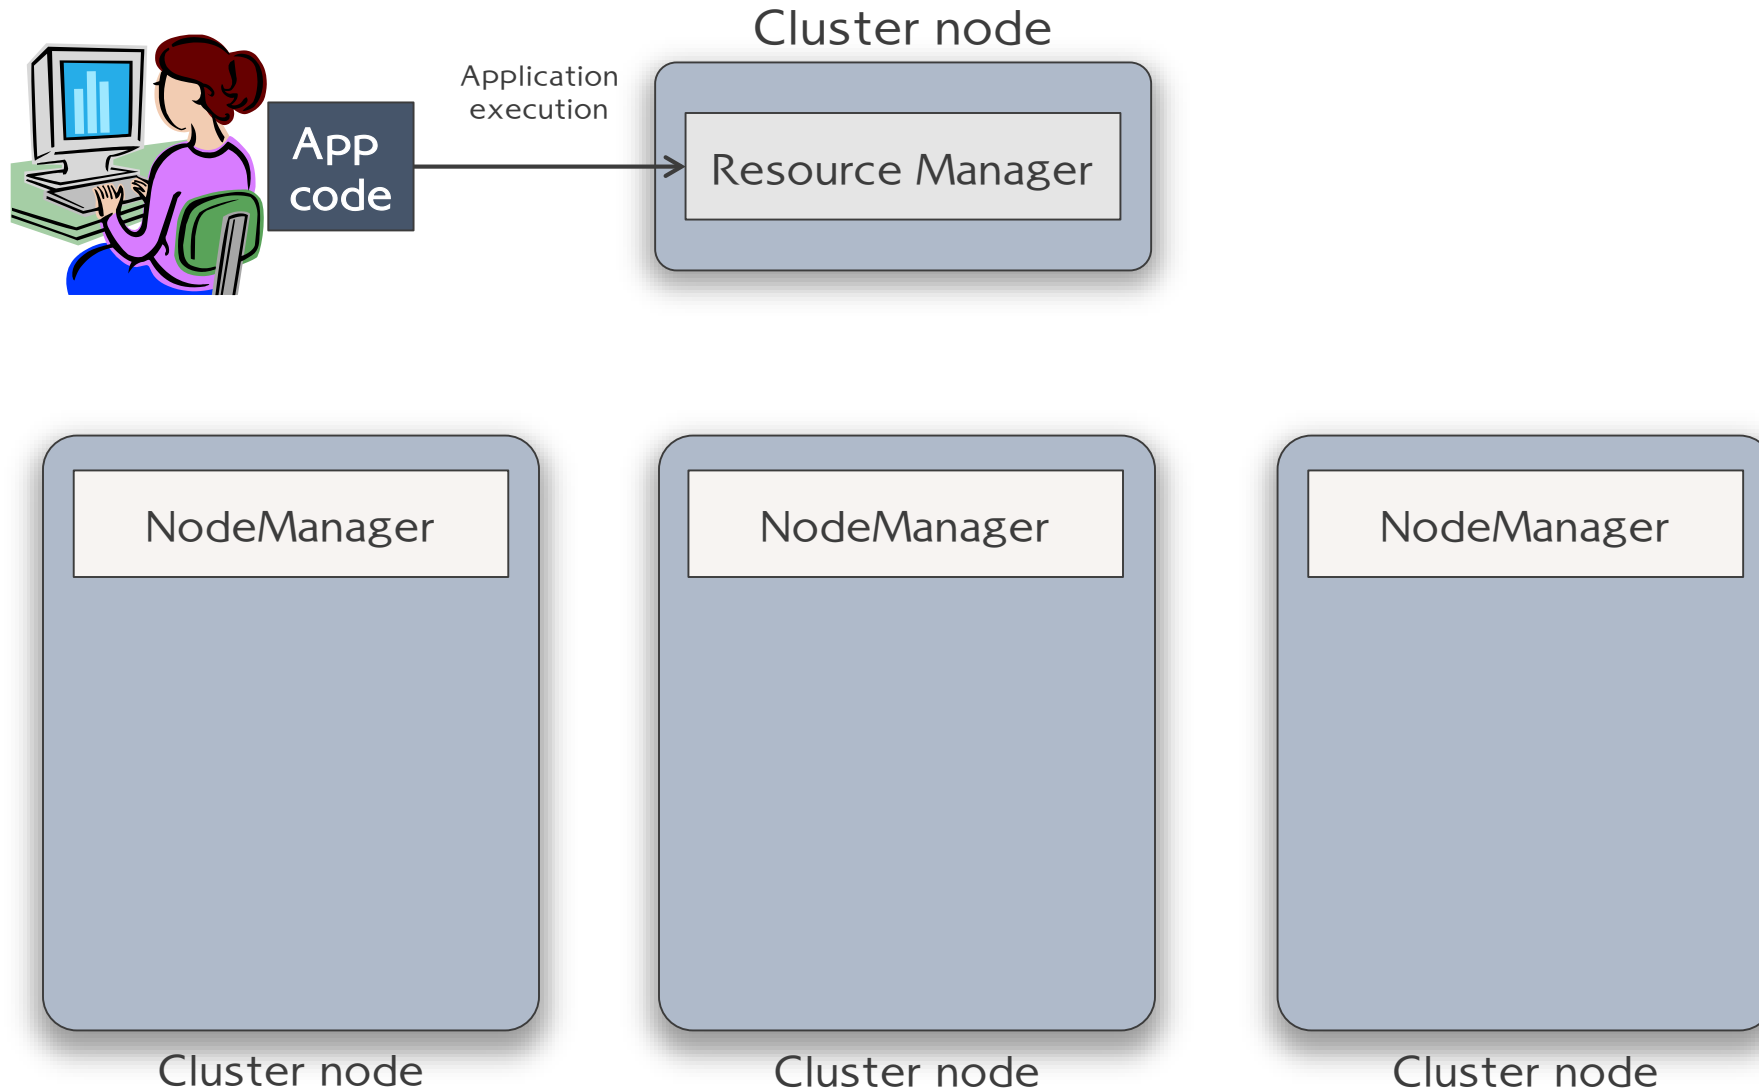 Cluster node
Application
execution
App
code
Resource Manager
NodeManager
NodeManager
NodeManager
Cluster node
Cluster node
Cluster node